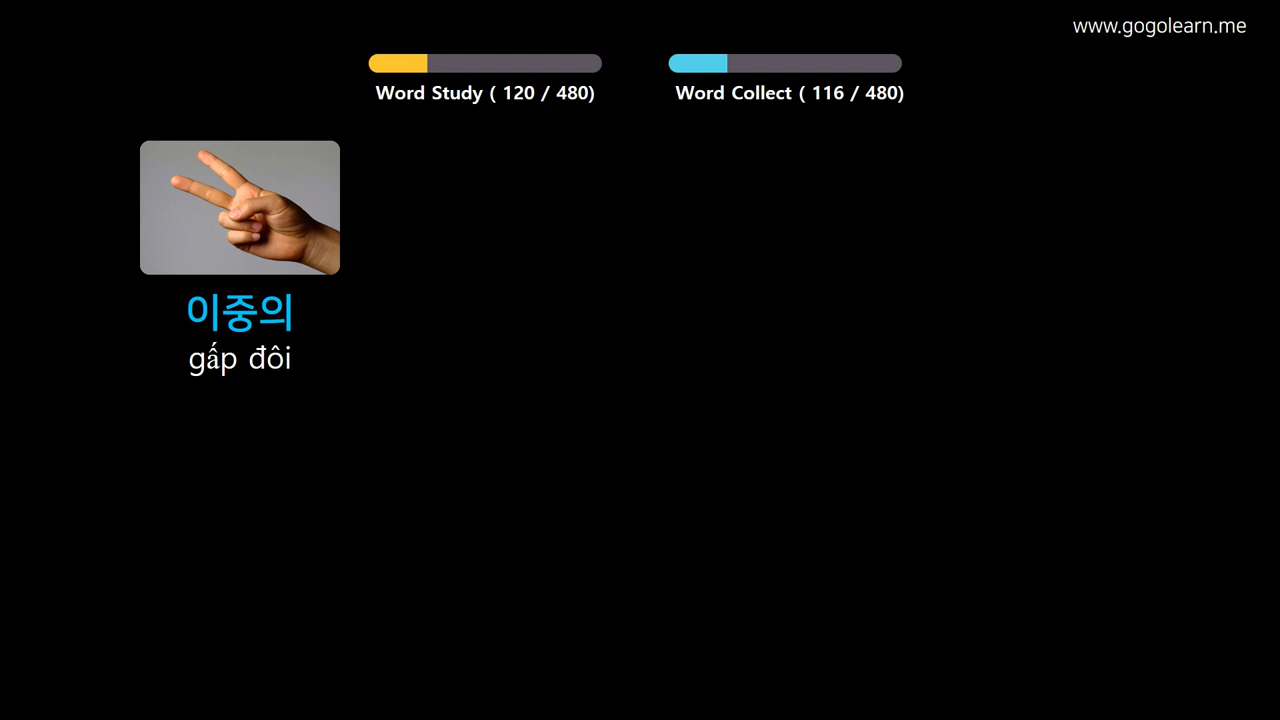 www.gogolearn.me
Word Study ( 120 / 480)
Word Collect ( 116 / 480)
이중의
gấp đôi